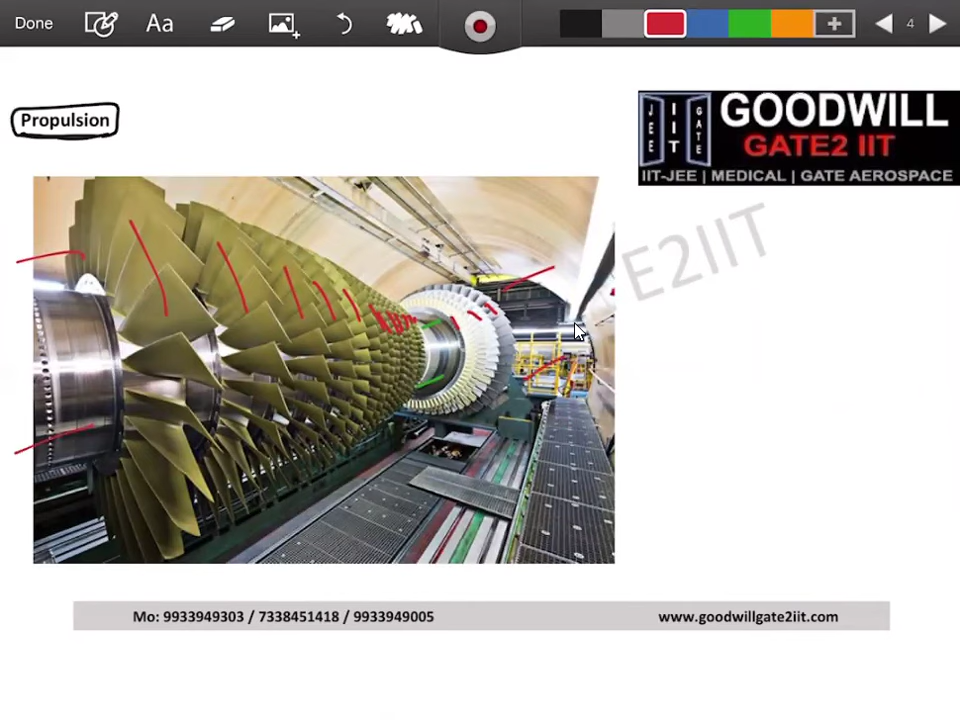 Done
Aa
4
Propulsion
JEE
IIT
GATE
GOODWILL
GATE2 IIT
IIT-JEE | MEDICAL | GATE AEROSPACE
E2IIT
Mo: 9933949303 / 7338451418 / 9933949005
www.goodwillgate2iit.com